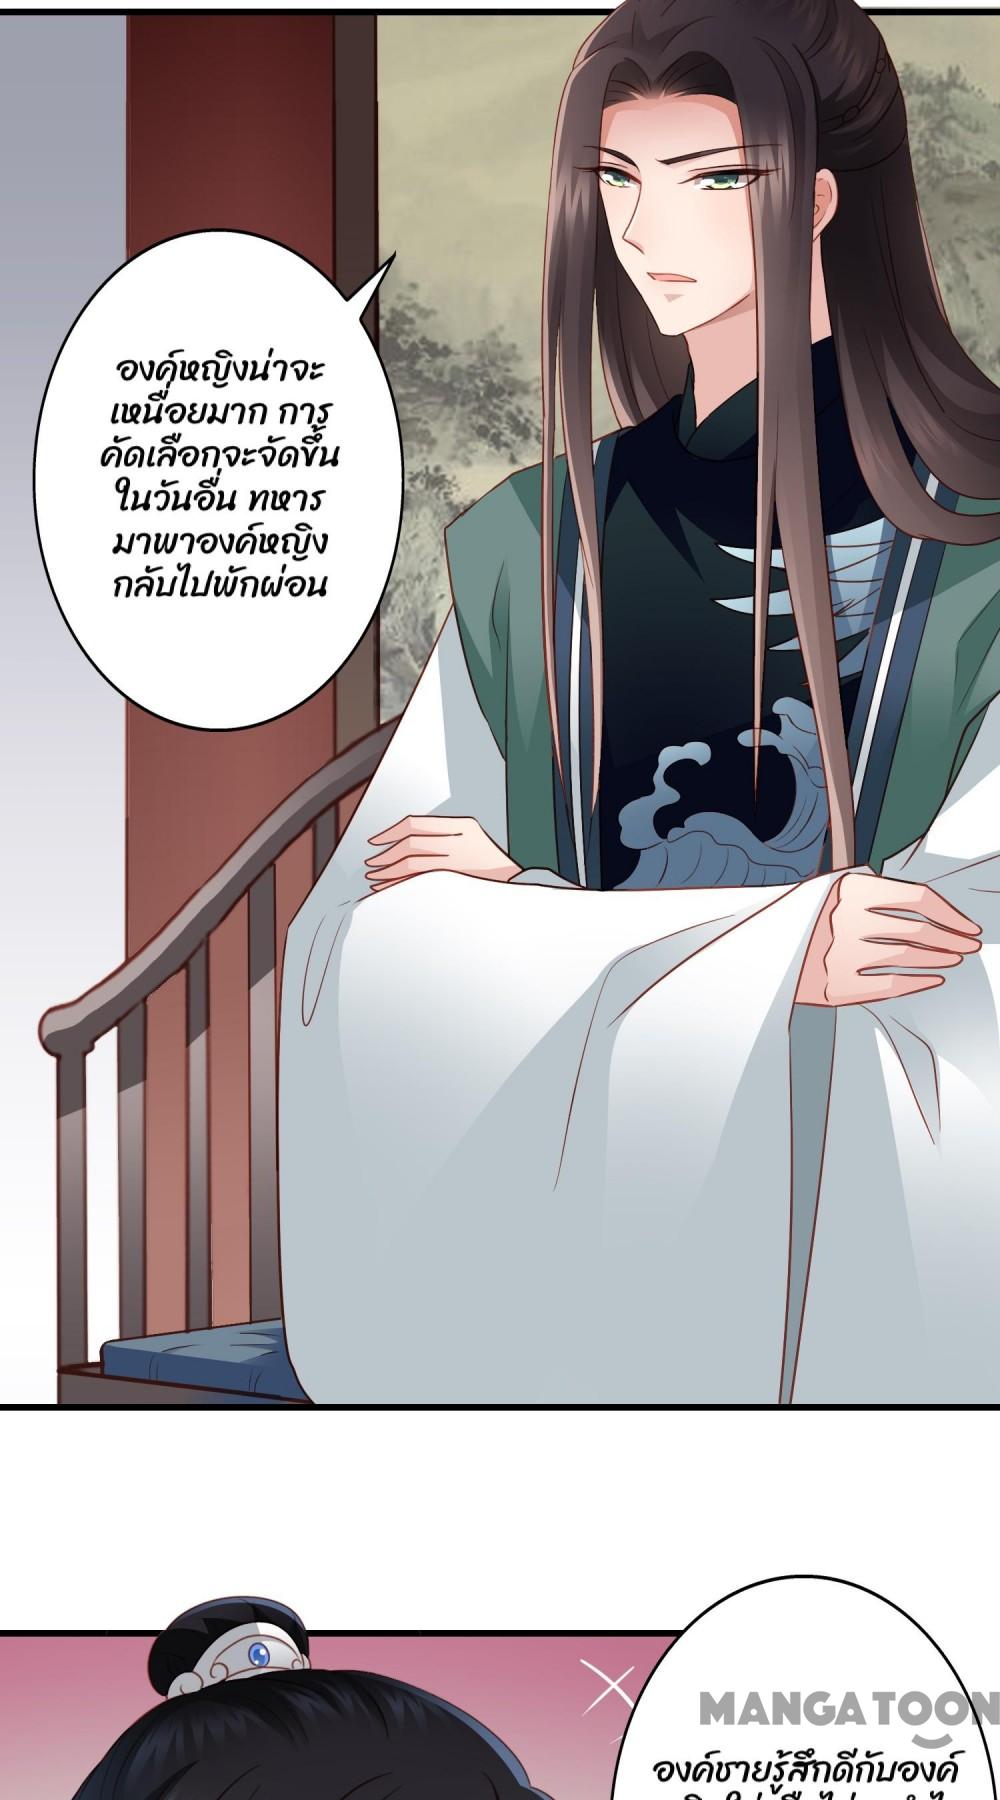 องค์หญิงน่าจะ
เหนื่อยมาก การ
คัดเลือกจะจัดขึ้น
ในวันอื่น ทหาร
มาพาองค์หญิง
กลับไปพักผ่อน
MANGATOON
องค์ชายรู้สึกดีกับองค์